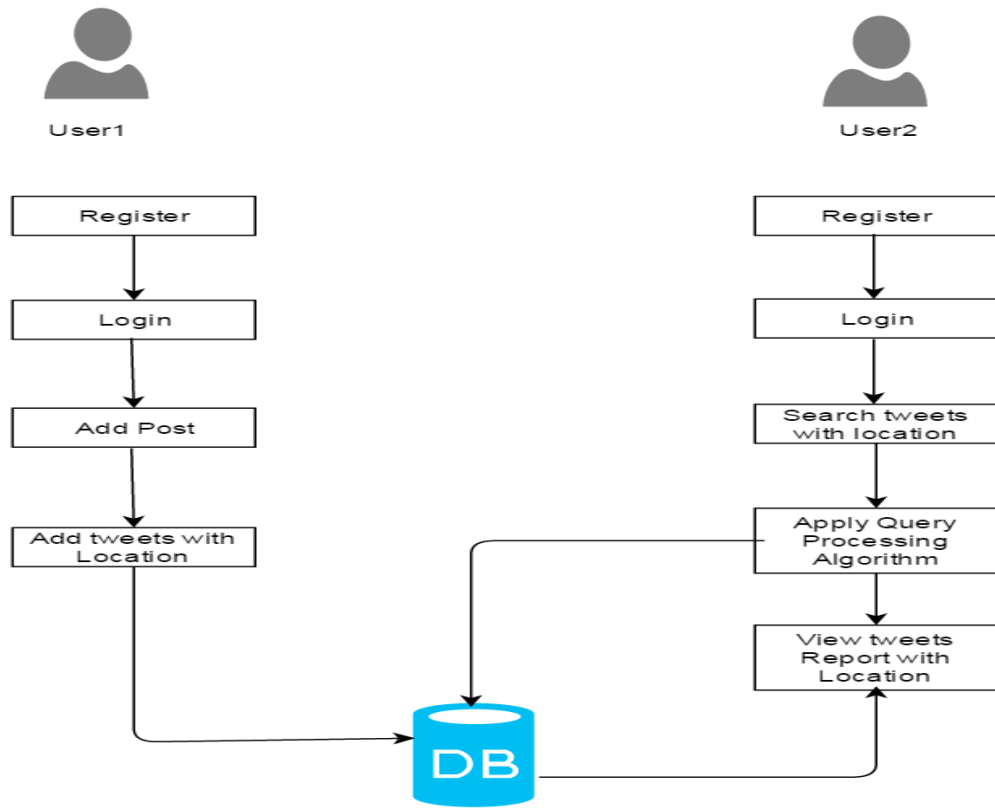 User1
Register
Login
Add Post
Add tweets with
Location
User2
Register
Login
Search tweets
with location
Apply Query
Processing
Algorithm
View tweets
Report with
Location
DB